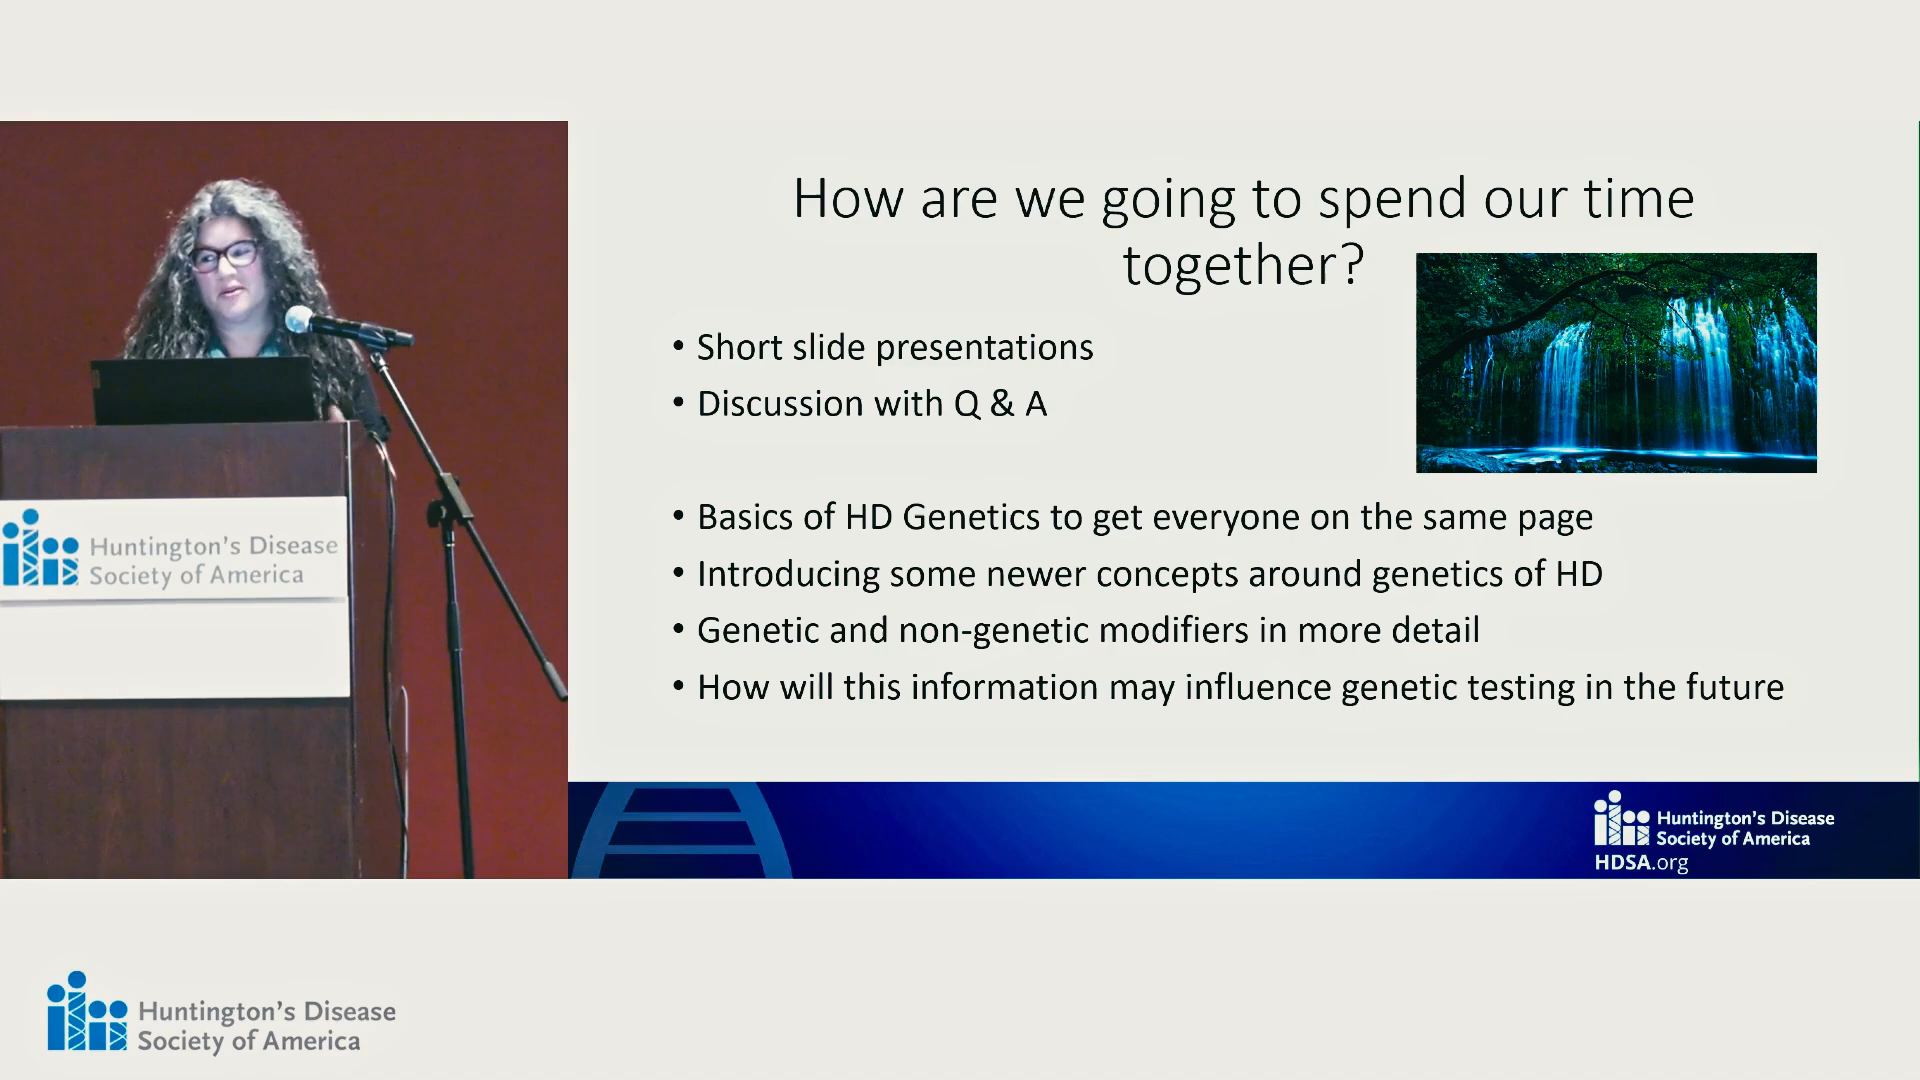 How are we going to spend our time
together?
• Short slide presentations
• Discussion with Q & A
• Basics of HD Genetics to get everyone on the same page
• Introducing some newer concepts around genetics of HD
• Genetic and non-genetic modifiers in more detail
• How will this information may influence genetic testing in the future
Huntington's Disease
Society of America
Huntington's Disease
Society of America
HDSA.org
Huntington's Disease
Society of America